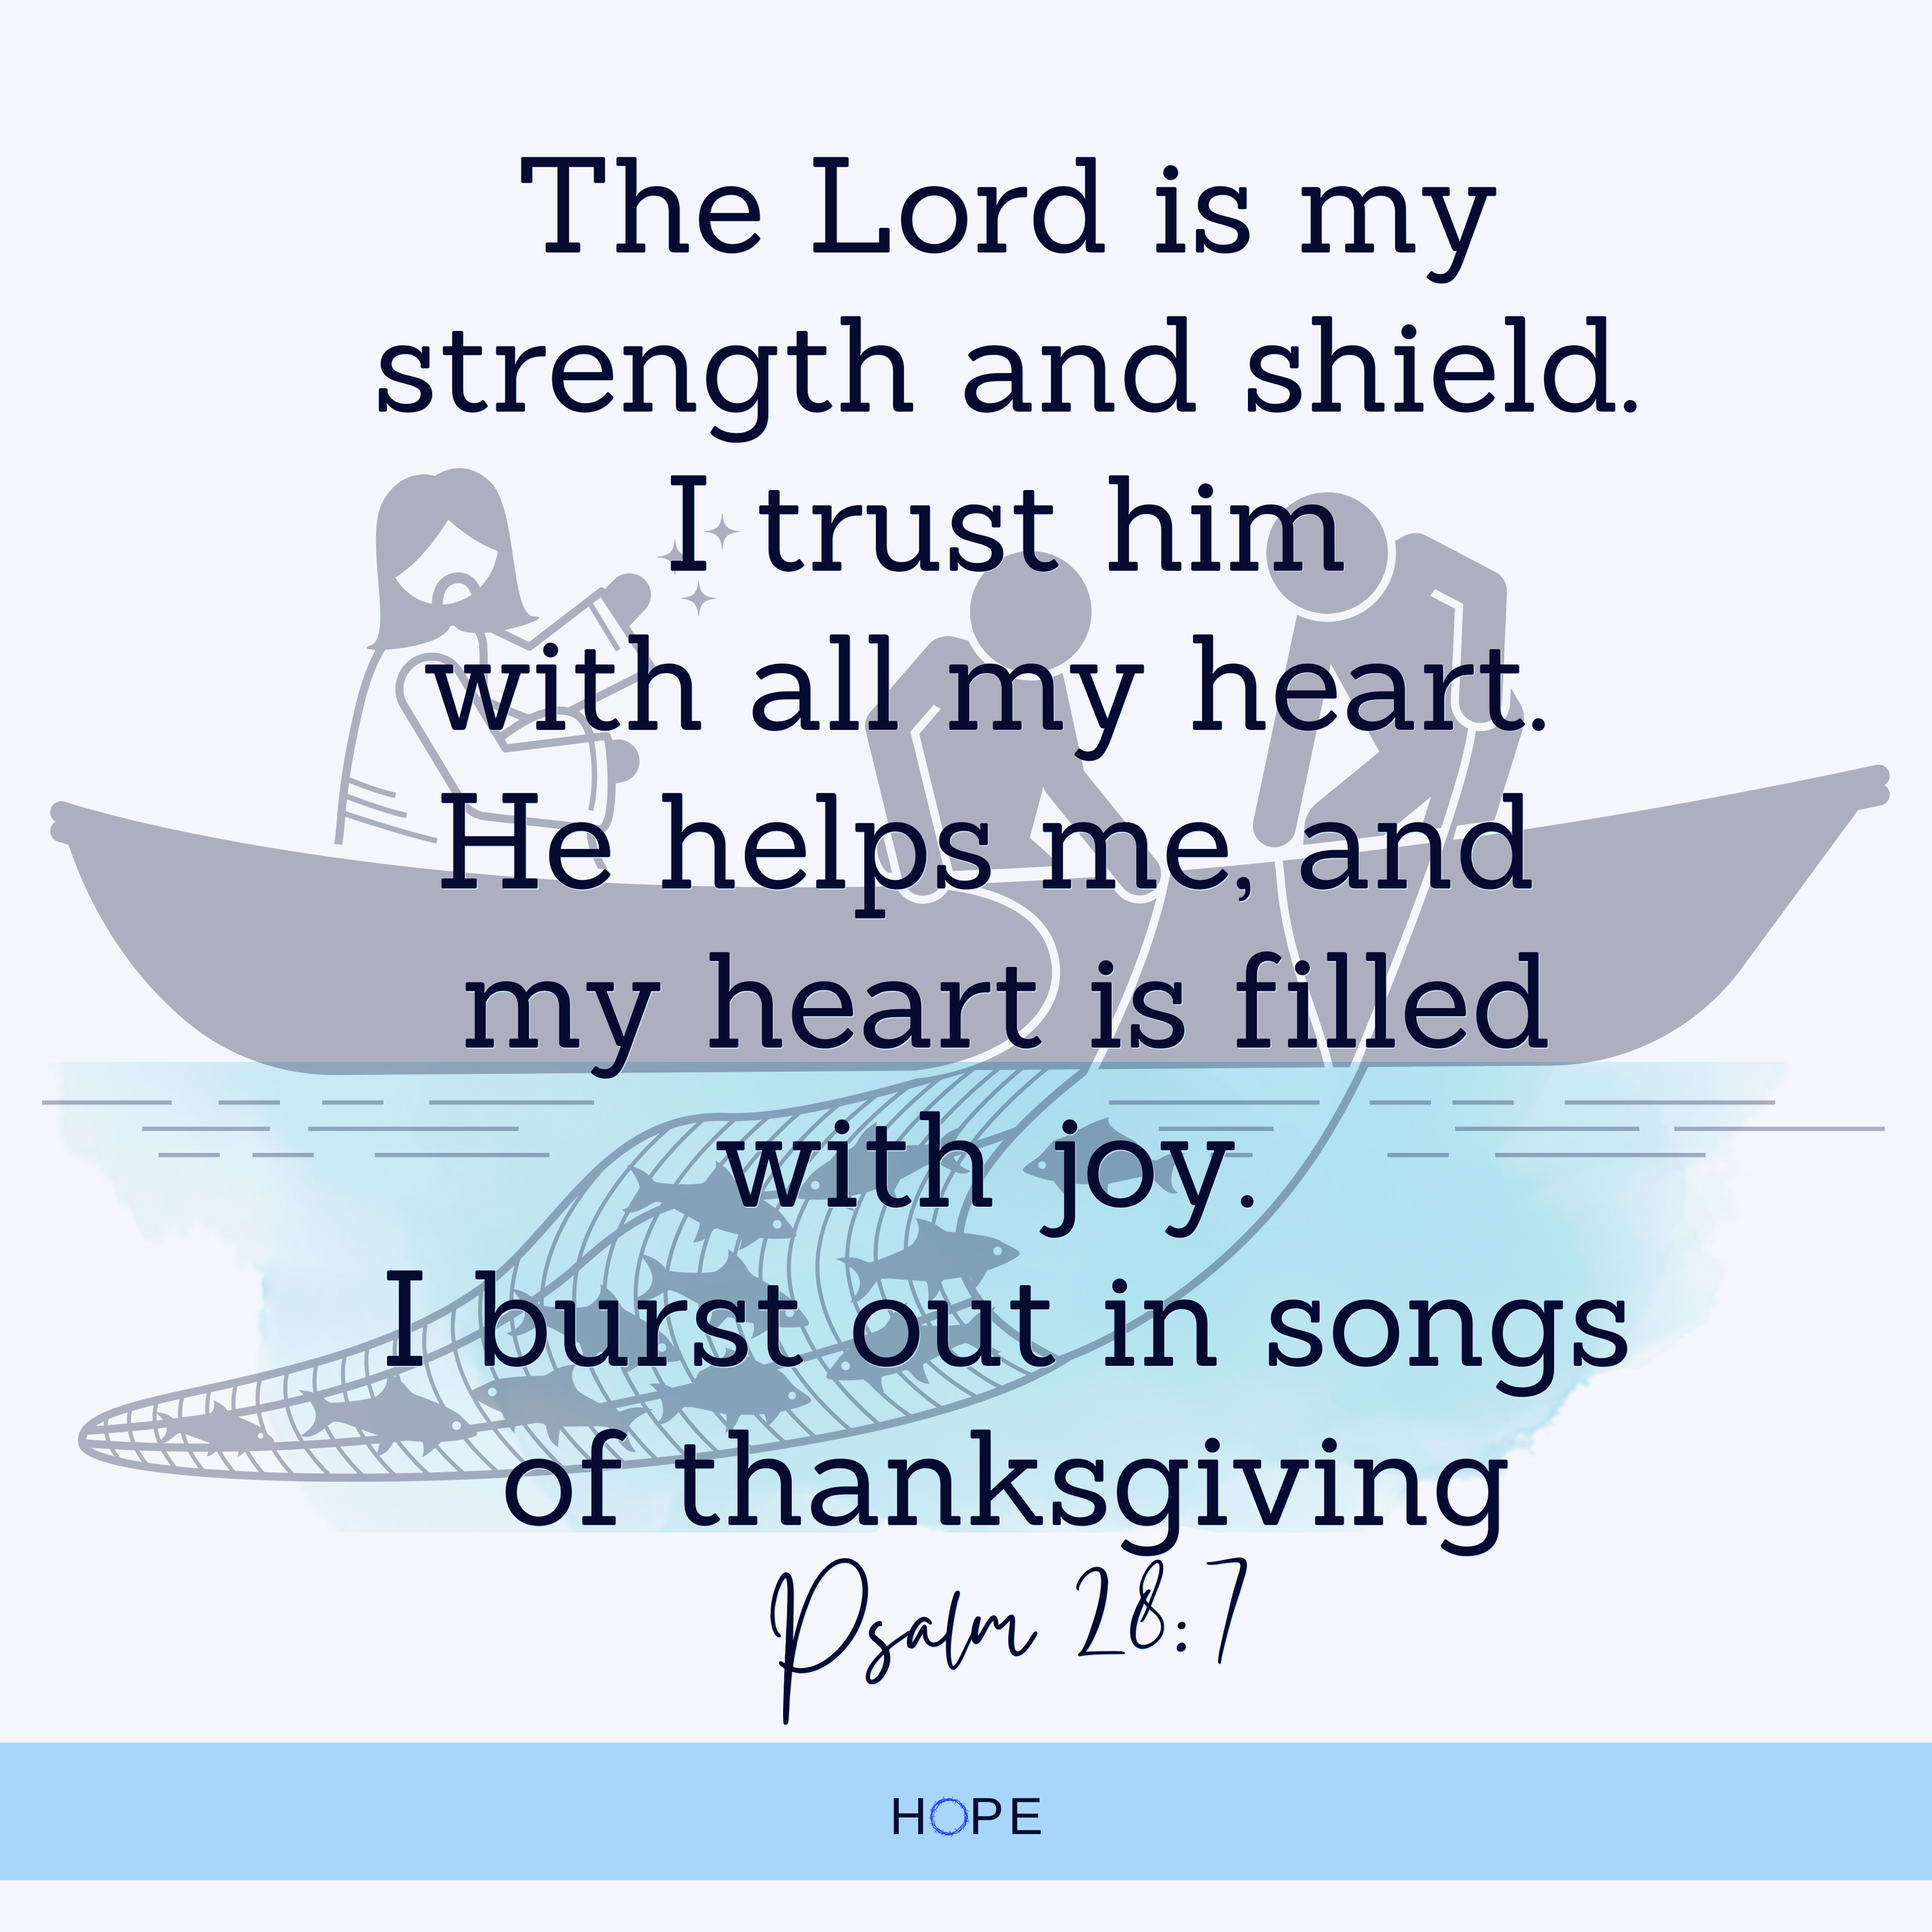 The Lord is my
strength and shield.
I trust him
with all my heart.
He helps me, and
my heart is filled
with joy.
I burst out in songs
of thanksgiving
Psalm 28:7
HOPE